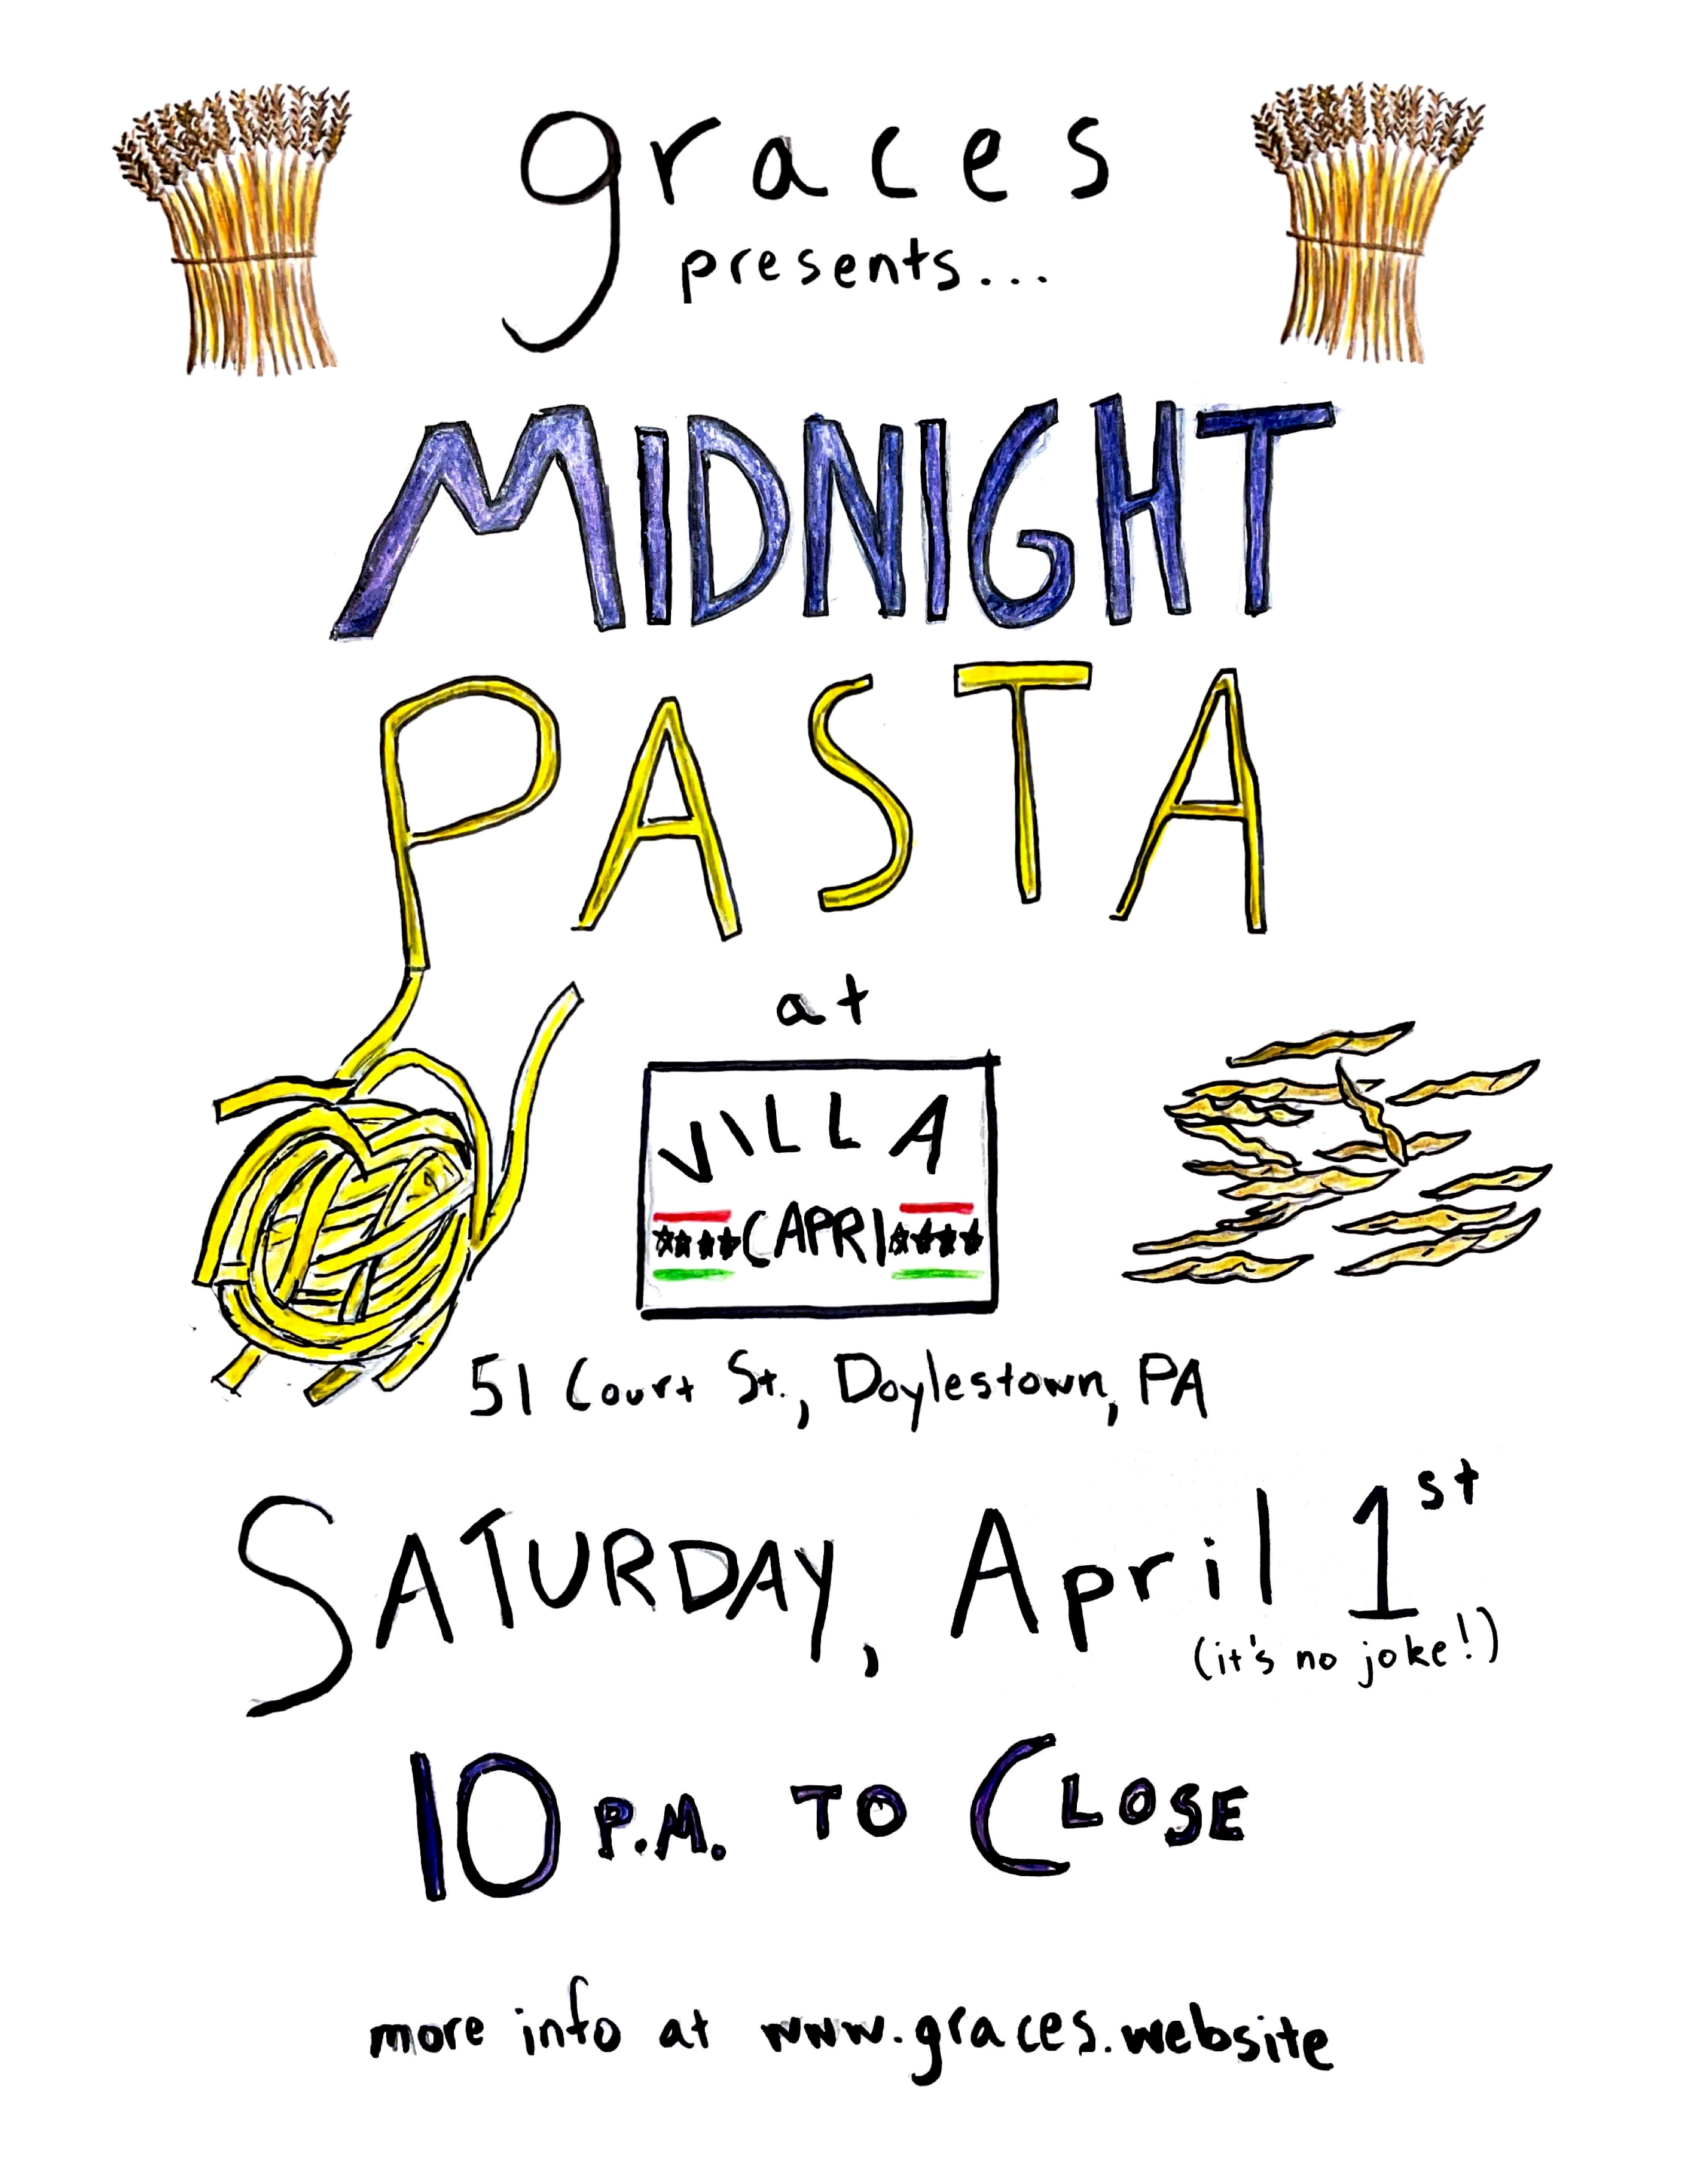 graces
presents...
MIDNIGHT
PASTA
at
VILLA
CAPRI
51 Court St., Doylestown, PA
SATURDAY, April 1st
(it's no joke!)
10 P.M. TO CLOSE
more info at www.graces.website